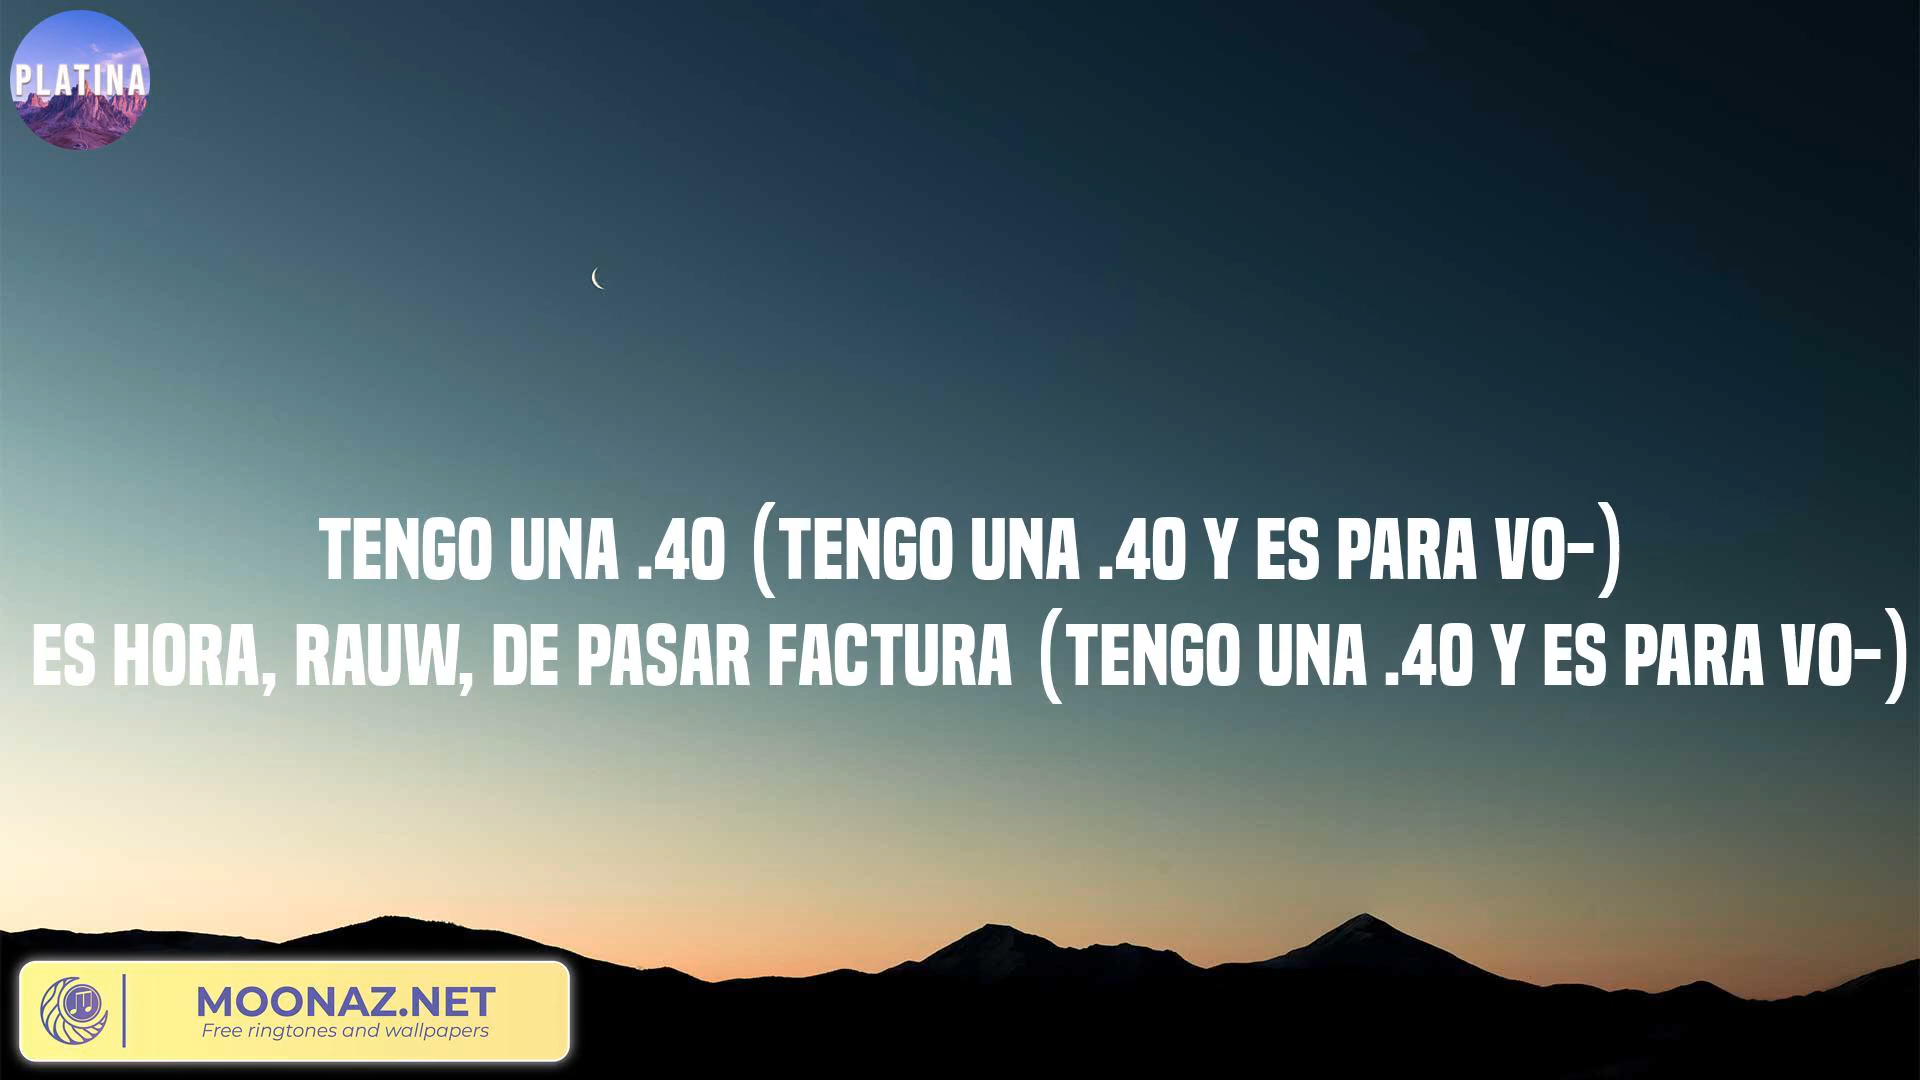 PLATINA
TENGO UNA .40 (TENGO UNA .40 Y ES PARA VO-)
ES HORA, RAUW, DE PASAR FACTURA (TENGO UNA .40 Y ES PARA VO-)
MOONAZ.NET
Free ringtones and wallpapers